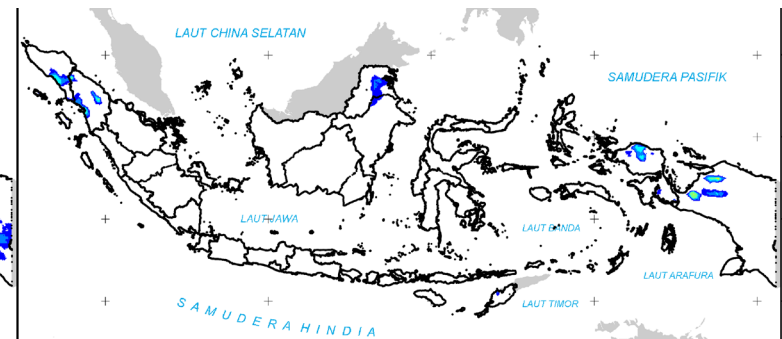 LAUT CHINA SELATAN
SAMUDERA PASIFIK
LAUT JAWA
LAUT BANDA
LAUT ARAFURA
LAUT TIMOR
SAMUDERA HINDIA